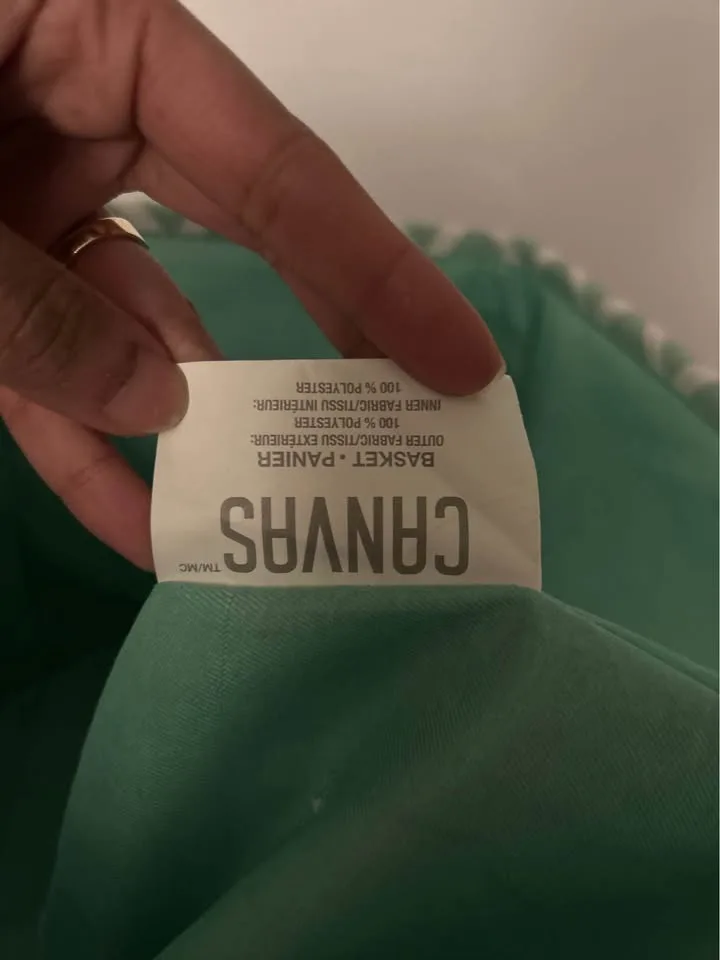 CANVAS TM/MC
BASKET • PANIER
OUTER FABRIC/TISSU EXTÉRIEUR:
100 % POLYESTER
INNER FABRIC/TISSU INTÉRIEUR:
100 % POLYESTER